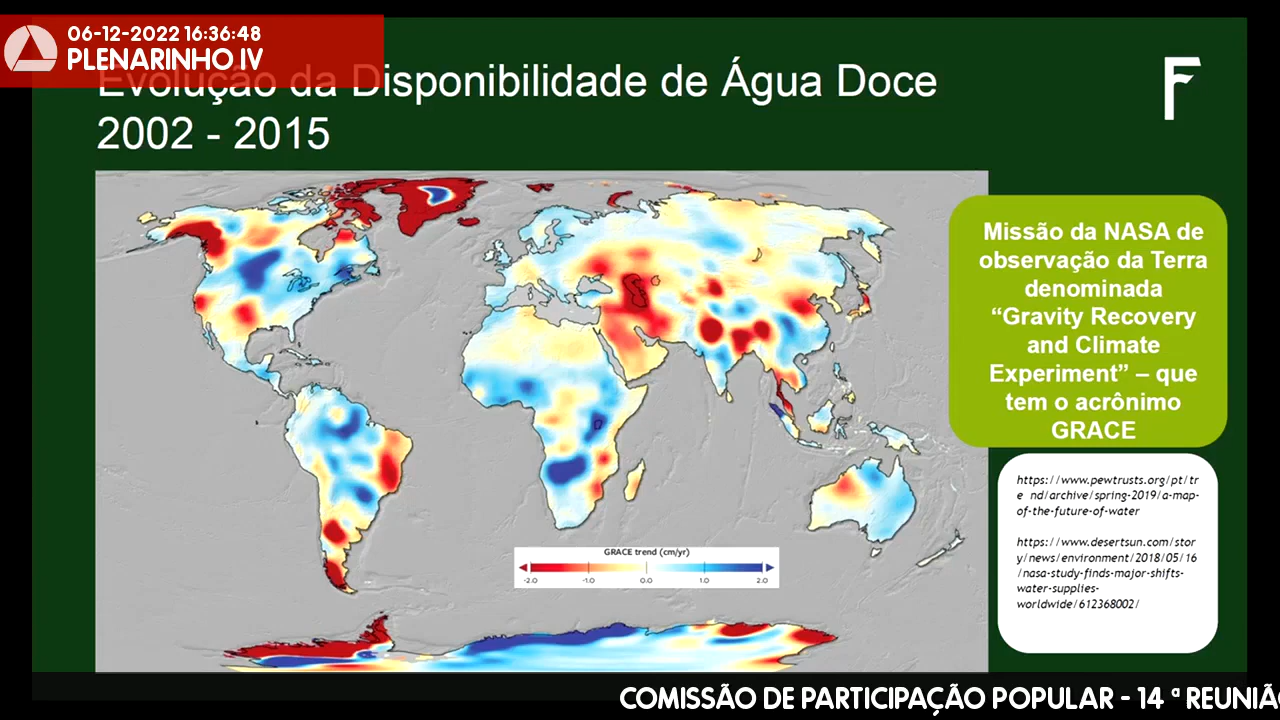 06-12-2022 16:36:48
PLENARINHO IV
Evolução da Disponibilidade de Água Doce
2002 - 2015
F
Missão da NASA de
observação da Terra
denominada
“Gravity Recovery
and Climate
Experiment” – que
tem o acrônimo
GRACE
https://www.pewtrusts.org/pt/tr
e nd/archive/spring-2019/a-map-
of-the-future-of-water
https://www.desertsun.com/stor
y/news/environment/2018/05/16
/nasa-study-finds-major-shifts-
water-supplies-
worldwide/612368002/
GRACE trend (cm/yr)
-2.0 -1.0 0.0 1.0 2.0
COMISSÃO DE PARTICIPAÇÃO POPULAR - 14 ª REUNIÃO